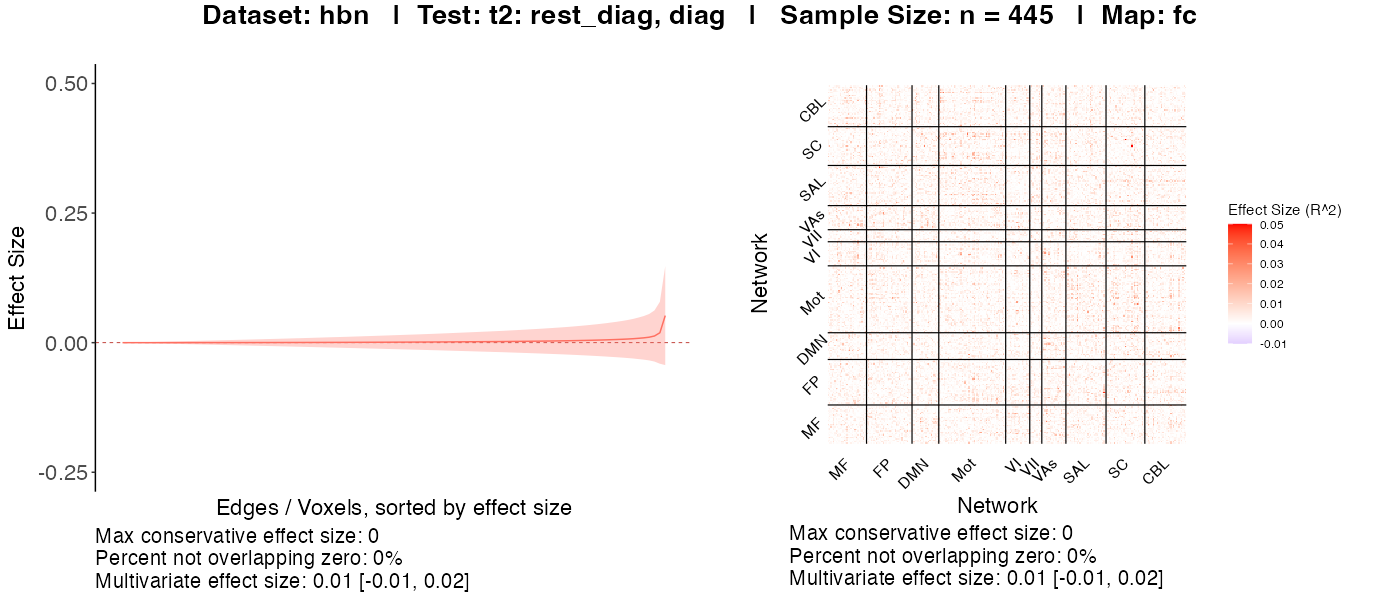 Dataset: hbn | Test: t2: rest_diag, diag | Sample Size: n = 445 | Map: fc
0.50
0.25
0.00
-0.25
Effect Size
Edges / Voxels, sorted by effect size
Max conservative effect size: 0
Percent not overlapping zero: 0%
Multivariate effect size: 0.01 [-0.01, 0.02]
Network
CBL
SC
SAL
VAs
VII
VI
Mot
DMN
FP
MF
MF
FP
DMN
Mot
VI
VII
VAs
SAL
SC
CBL
Network
Max conservative effect size: 0
Percent not overlapping zero: 0%
Multivariate effect size: 0.01 [-0.01, 0.02]
Effect Size (R^2)
0.05
0.04
0.03
0.02
0.01
0.00
-0.01